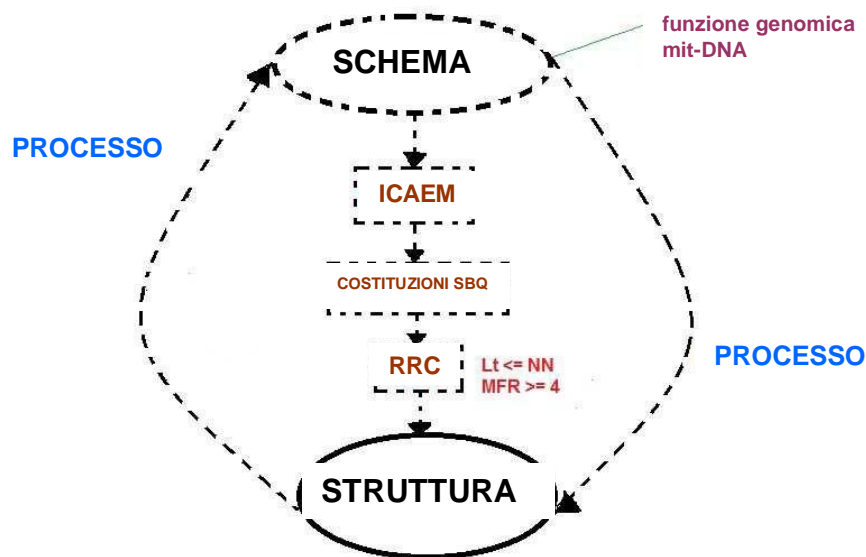 funzione genomica
mit-DNA
SCHEMA
PROCESSO
ICAEM
COSTITUZIONI SBQ
RRC
Lt <= NN
MFR >= 4
PROCESSO
STRUTTURA